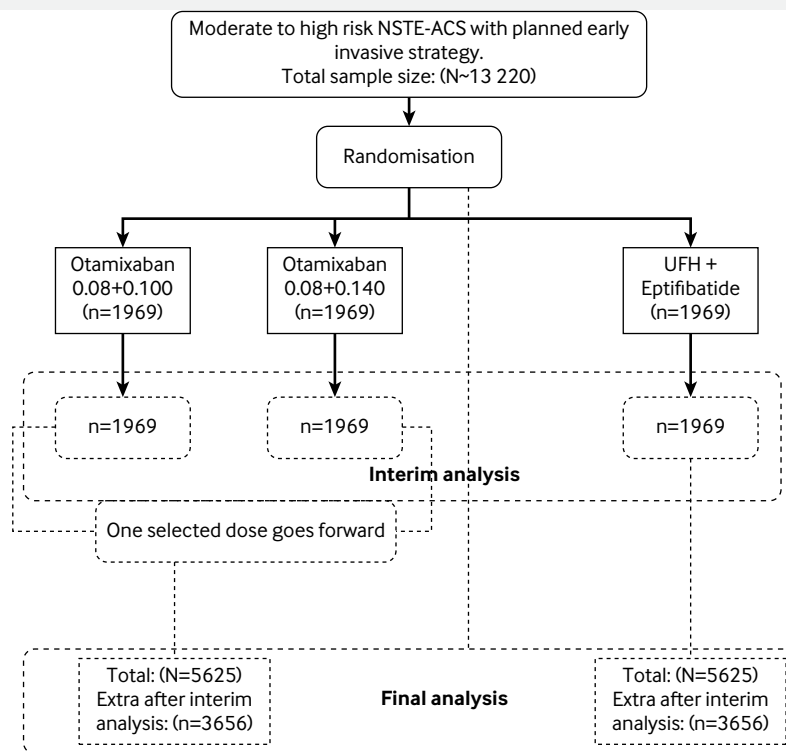 Moderate to high risk NSTE-ACS with planned early
invasive strategy.
Total sample size: (N~13 220)
Randomisation
Otamixaban
0.08+0.100
(n=1969)
Otamixaban
0.08+0.140
(n=1969)
UFH +
Eptifibatide
(n=1969)
n=1969
n=1969
n=1969
Interim analysis
One selected dose goes forward
Total: (N=5625)
Extra after interim
analysis: (n=3656)
Final analysis
Total: (N=5625)
Extra after interim
analysis: (n=3656)